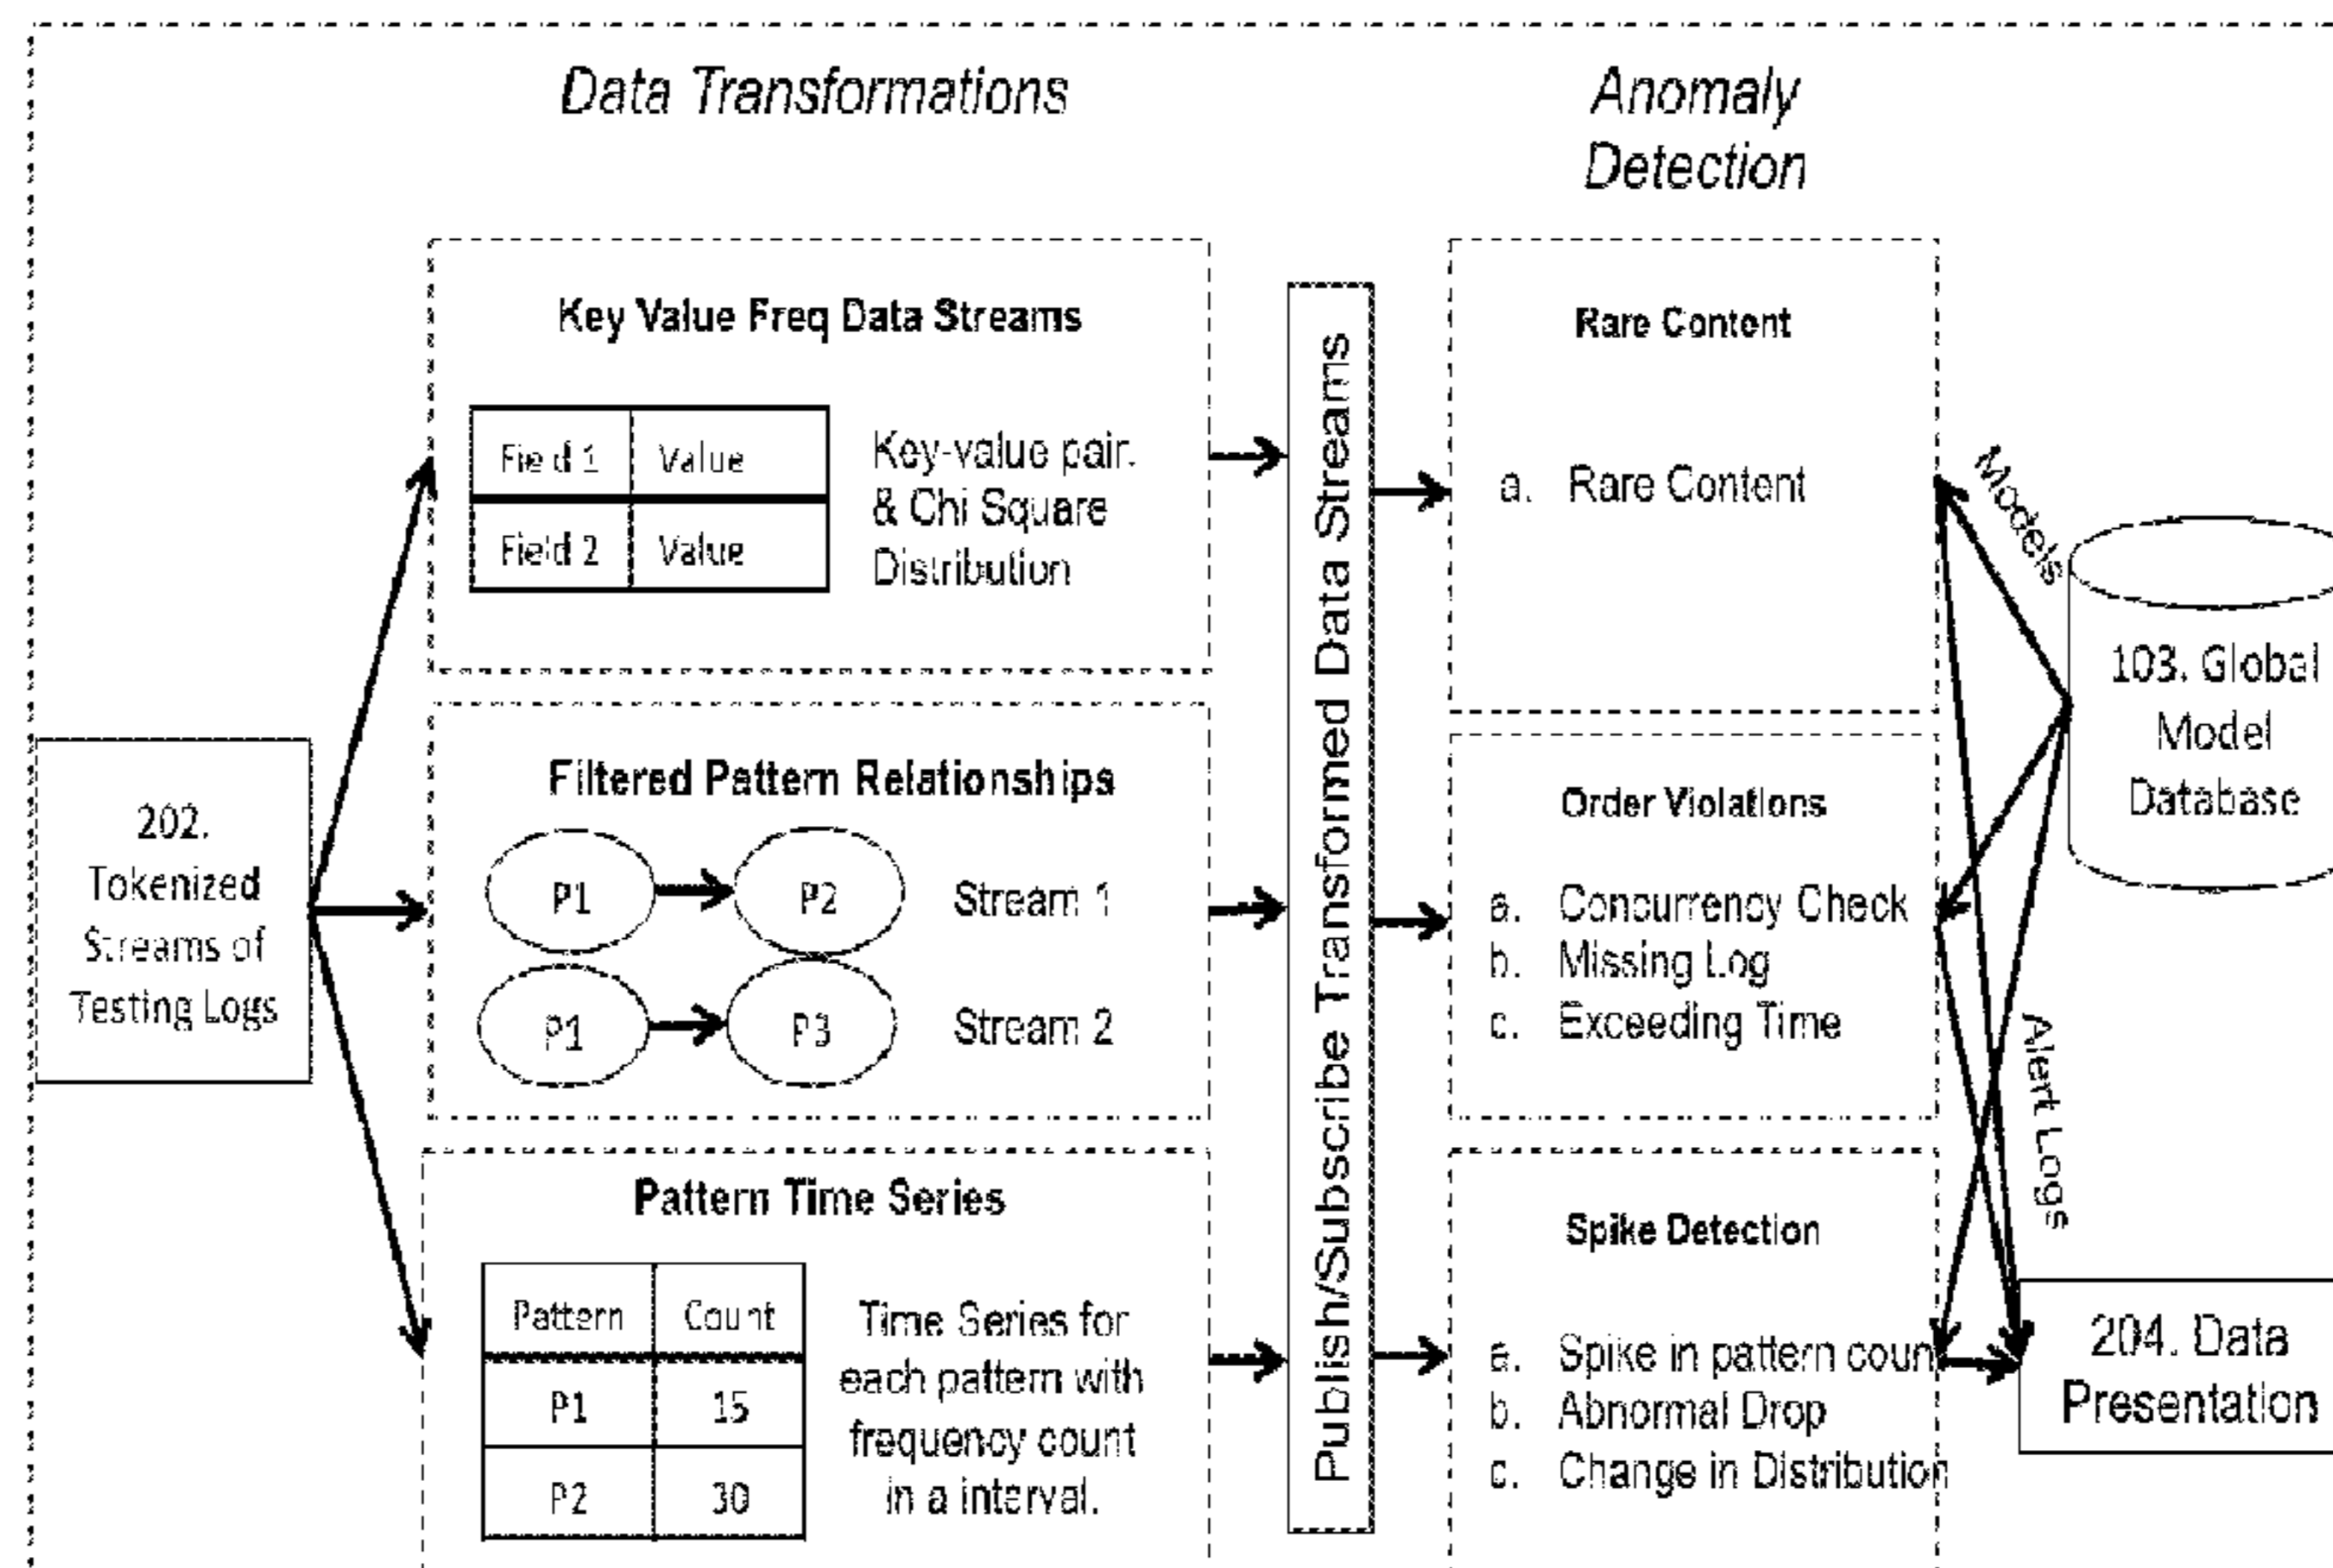 Data Transformations
Anomaly
Detection
202.
Tokenized
Streams of
Testing Logs
Key Value Freq Data Streams
Field 1 Value
Field 2 Value
Key-value pair.
& Chi Square
Distribution
Filtered Pattern Relationships
P1 P2 Stream 1
P1 P3 Stream 2
Pattern Time Series
Pattern Count
P1 15
P2 30
Time Series for
each pattern with
frequency count
in a interval.
Publish/Subscribe Transformed Data Streams
Rare Content
a. Rare Content
Order Violations
a. Concurrency Check
b. Missing Log
c. Exceeding Time
Spike Detection
a. Spike in pattern coun
b. Abnormal Drop
c. Change in Distribution
Models
103. Global
Model
Database
Alert Logs
204. Data
Presentation